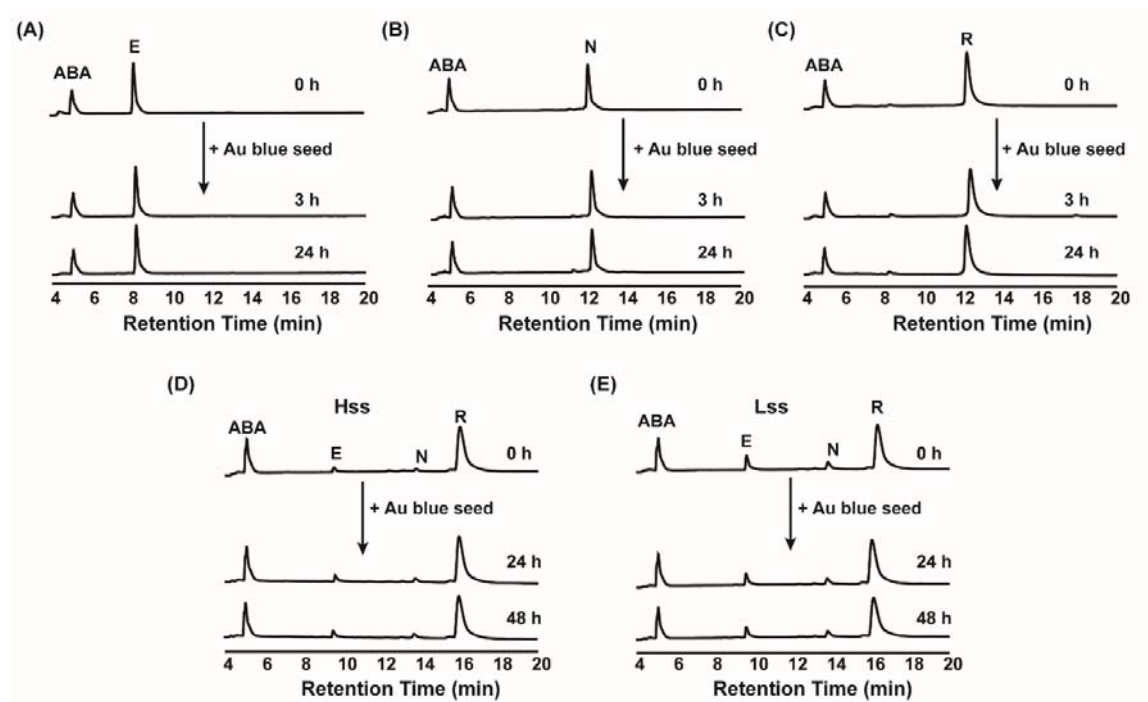 (A)
E
ABA
0 h
+ Au blue seed
3 h
24 h
4 6 8 10 12 14 16 18 20
Retention Time (min)
(B)
N
ABA
0 h
+ Au blue seed
3 h
24 h
4 6 8 10 12 14 16 18 20
Retention Time (min)
(C)
R
ABA
0 h
+ Au blue seed
3 h
24 h
4 6 8 10 12 14 16 18 20
Retention Time (min)
(D)
Hss
ABA
E
N
R
0 h
+ Au blue seed
24 h
48 h
4 6 8 10 12 14 16 18 20
Retention Time (min)
(E)
Lss
ABA
E
N
R
0 h
+ Au blue seed
24 h
48 h
4 6 8 10 12 14 16 18 20
Retention Time (min)